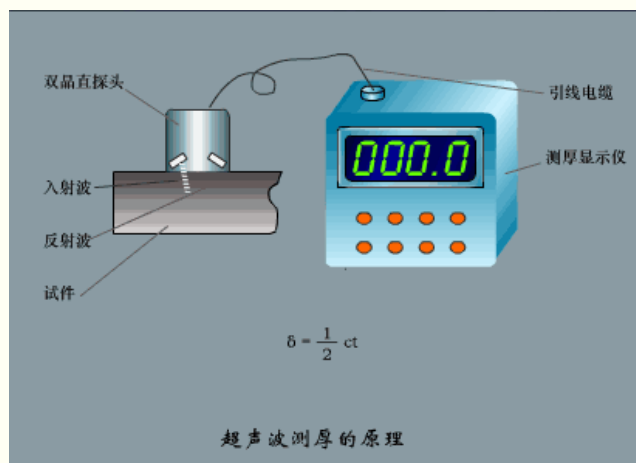 双晶直探头
引线电缆
000.0
测厚显示仪
入射波
反射波
试件
δ = 1/2 ct
超声波测厚的原理